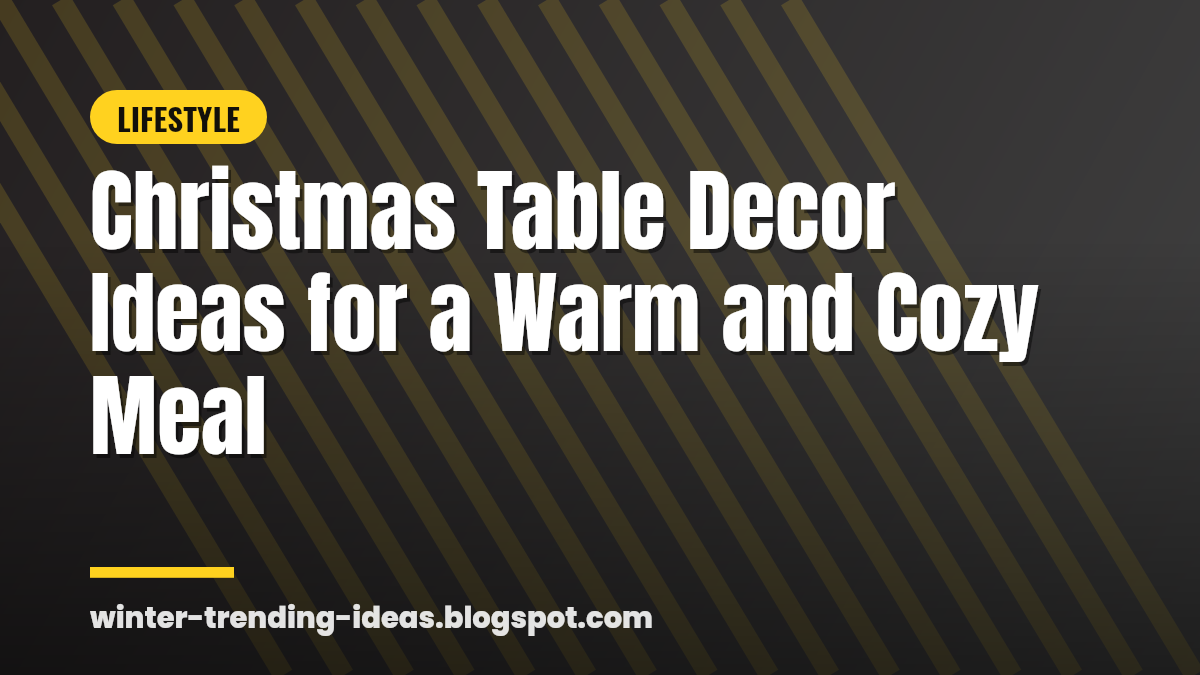 LIFESTYLE
Christmas Table Decor
Ideas for a Warm and Cozy
Meal
winter-trending-ideas.blogspot.com